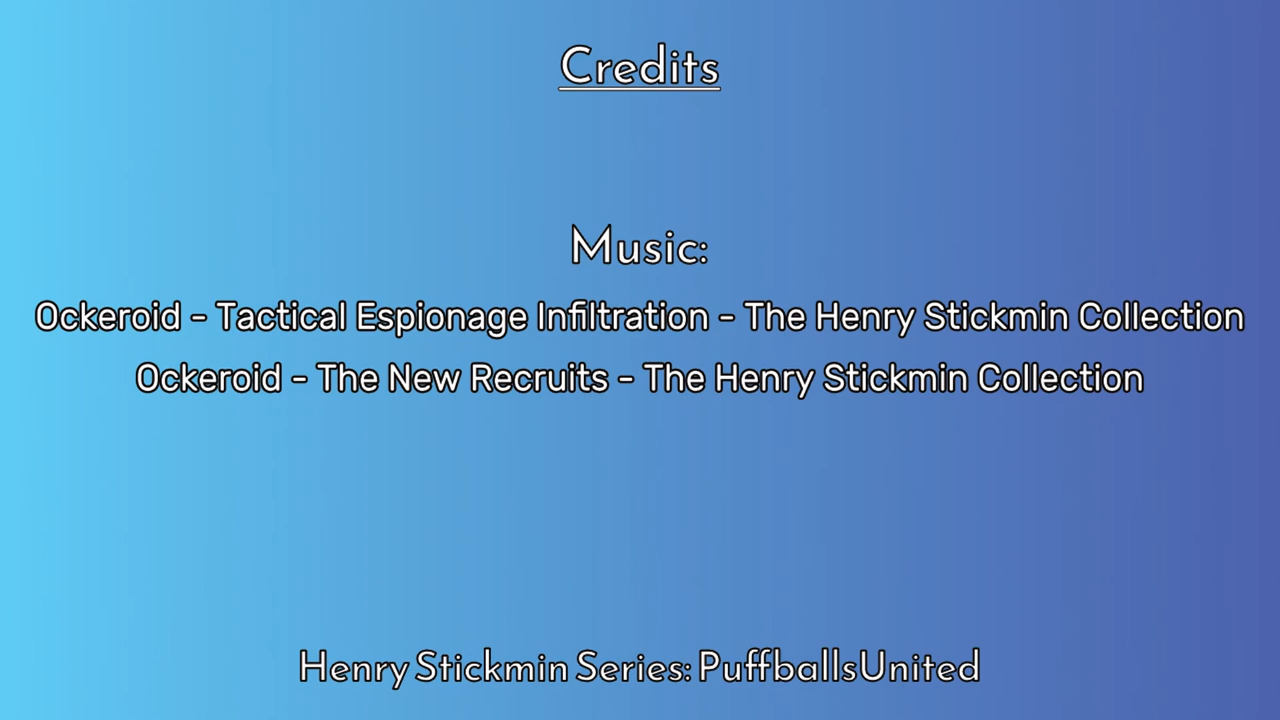 Credits
Music:
Ockeroid - Tactical Espionage Infiltration - The Henry Stickmin Collection
Ockeroid - The New Recruits - The Henry Stickmin Collection
Henry Stickmin Series: PuffballsUnited